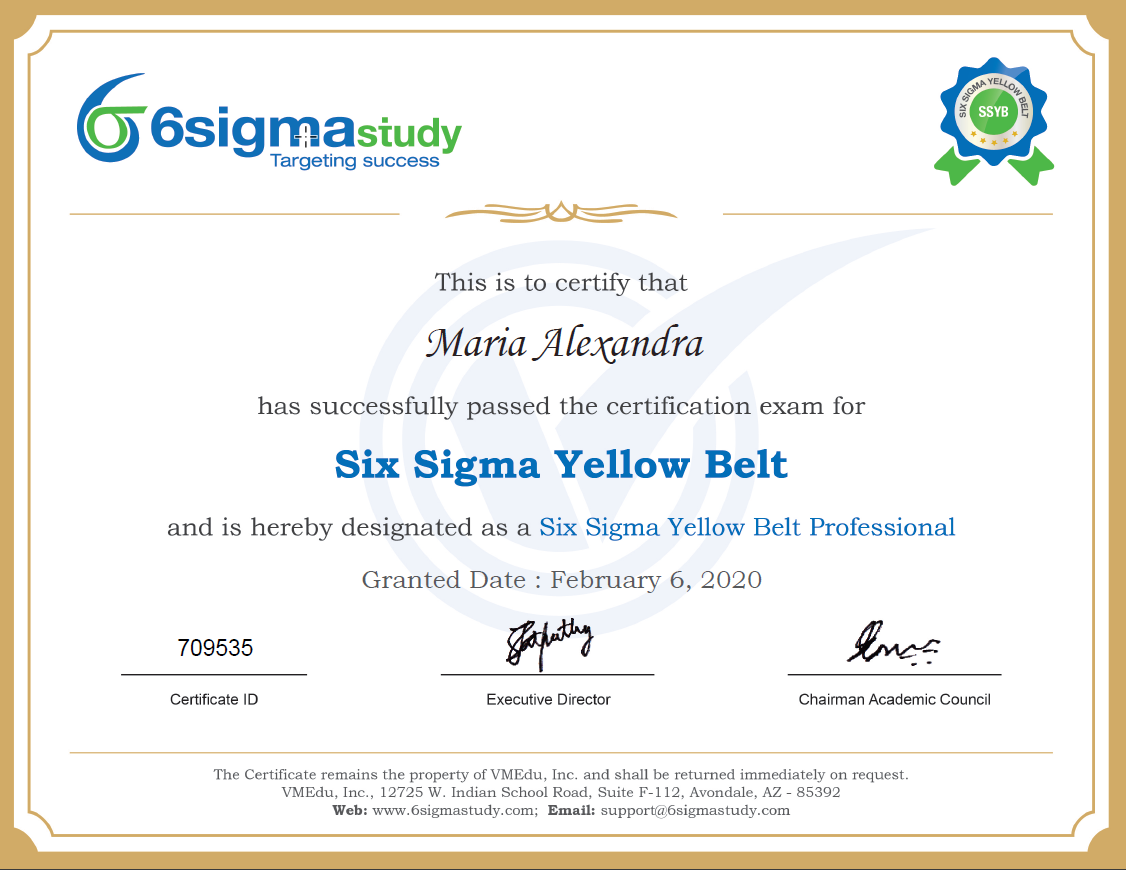 6sigmastudy
Targeting success
SIX SIGMA YELLOW BELT
SSYB
This is to certify that
Maria Alexandra
has successfully passed the certification exam for
Six Sigma Yellow Belt
and is hereby designated as a Six Sigma Yellow Belt Professional
Granted Date : February 6, 2020
709535
Certificate ID
Executive Director
Chairman Academic Council
The Certificate remains the property of VMEdu, Inc. and shall be returned immediately on request.
VMEdu, Inc., 12725 W. Indian School Road, Suite F-112, Avondale, AZ - 85392
Web: www.6sigmastudy.com; Email: support@6sigmastudy.com